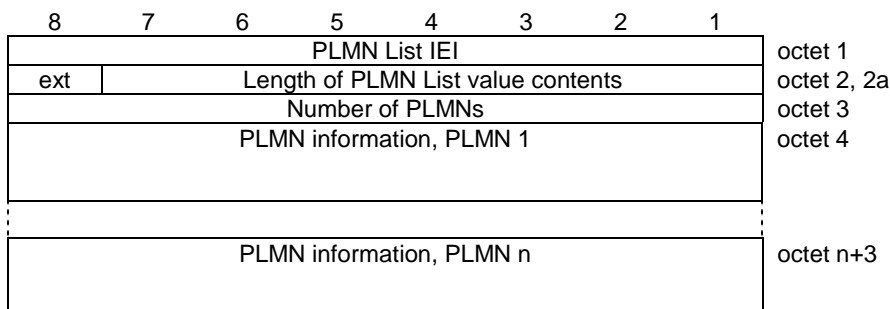 8 7 6 5 4 3 2 1
PLMN List IEI octet 1
ext Length of PLMN List value contents octet 2, 2a
Number of PLMNs octet 3
PLMN information, PLMN 1 octet 4
PLMN information, PLMN n octet n+3